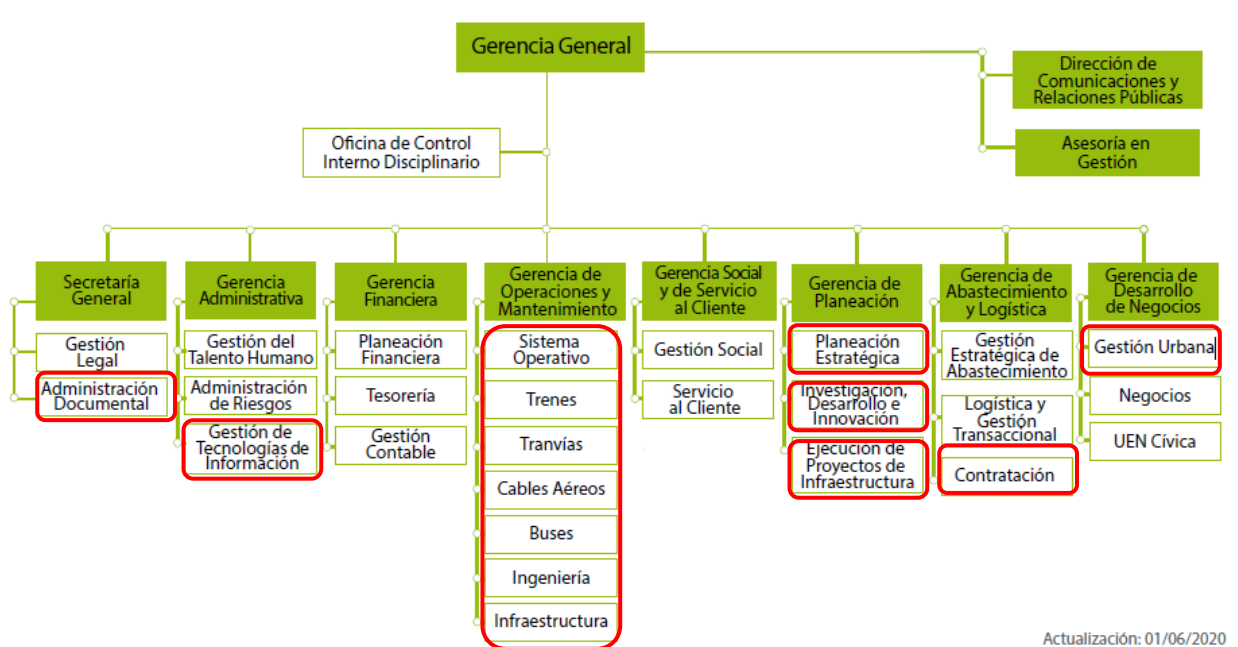 Gerencia General
Dirección de
Comunicaciones y
Relaciones Públicas
Oficina de Control
Interno Disciplinario
Asesoría en
Gestión
Secretaría
General
Gestión
Legal
Administración
Documental
Gerencia
Administrativa
Gestión del
Talento Humano
Administración
de Riesgos
Gestión de
Tecnologías de
Información
Gerencia
Financiera
Planeación
Financiera
Tesorería
Gestión
Contable
Gerencia de
Operaciones y
Mantenimiento
Sistema
Operativo
Trenes
Tranvías
Cables Aéreos
Buses
Ingeniería
Infraestructura
Gerencia Social
y de Servicio
al Cliente
Gestión Social
Servicio
al Cliente
Gerencia de
Planeación
Planeación
Estratégica
Investigación,
Desarrollo e
Innovación
Ejecución de
Proyectos de
Infraestructura
Gerencia de
Abastecimiento
y Logística
Gestión
Estratégica de
Abastecimiento
Logística y
Gestión
Transaccional
Contratación
Gerencia de
Desarrollo
de Negocios
Gestión Urbana
Negocios
UEN Cívica
Actualización: 01/06/2020